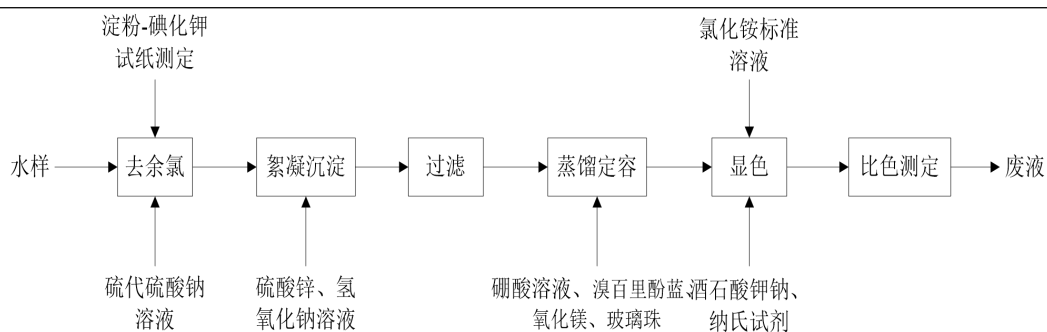 淀粉-碘化钾
试纸测定
氯化铵标准
溶液
水样
去余氯
絮凝沉淀
过滤
蒸馏定容
显色
比色测定
废液
硫代硫酸钠
溶液
硫酸锌、氢
氧化钠溶液
硼酸溶液、溴百里酚蓝、
氧化镁、玻璃珠
酒石酸钾钠、
纳氏试剂